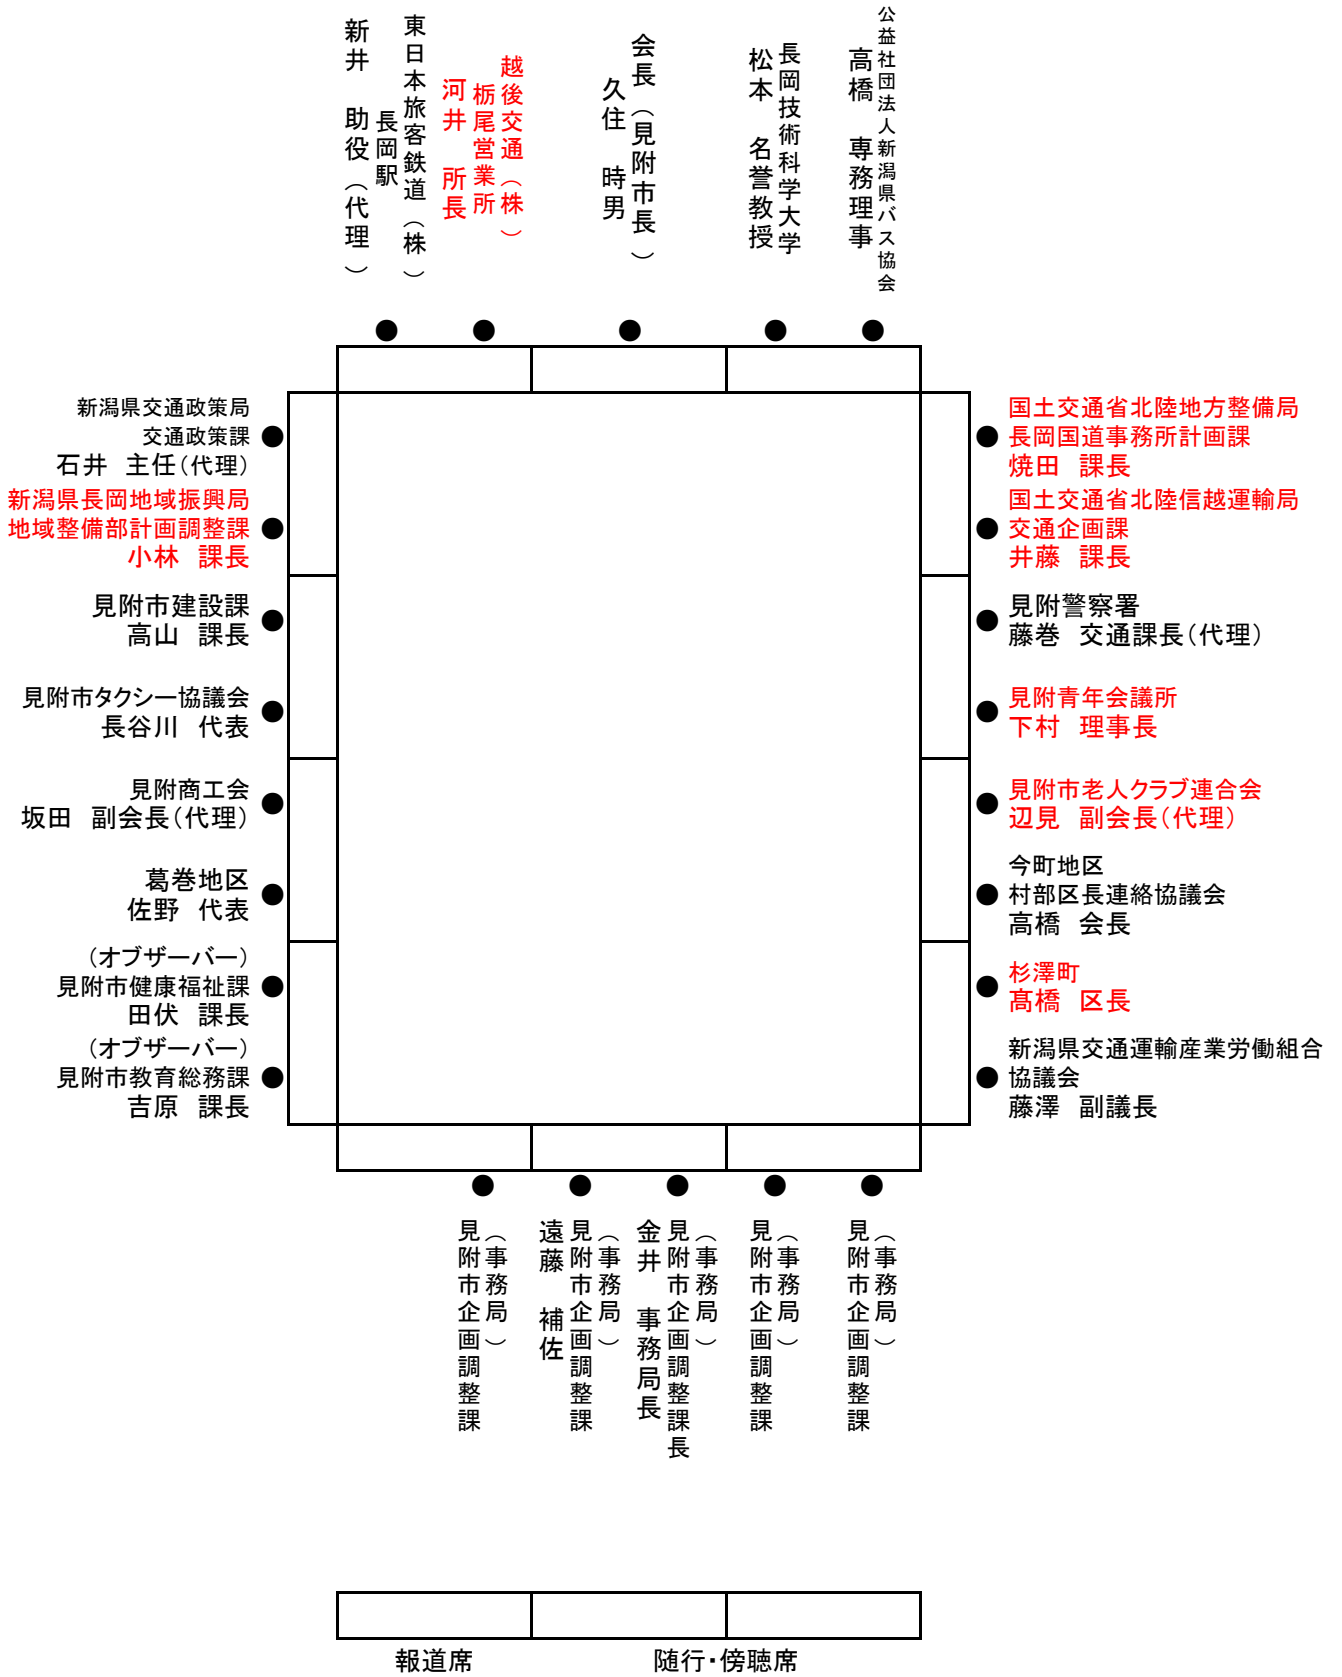 東日本旅客鉄道（株）
長岡駅
新井　助役（代理）
越後交通（株）
栃尾営業所
河井　所長
会長（見附市長）
久住　時男
長岡技術科学大学
松本　名誉教授
公益社団法人新潟県バス協会
高橋　専務理事
新潟県交通政策局
交通政策課
石井　主任（代理）
新潟県長岡地域振興局
地域整備部計画調整課
小林　課長
見附市建設課
高山　課長
見附市タクシー協議会
長谷川　代表
見附商工会
坂田　副会長（代理）
葛巻地区
佐野　代表
（オブザーバー）
見附市健康福祉課
田伏　課長
（オブザーバー）
見附市教育総務課
吉原　課長
国土交通省北陸地方整備局
長岡国道事務所計画課
焼田　課長
国土交通省北陸信越運輸局
交通企画課
井藤　課長
見附警察署
藤巻　交通課長（代理）
見附青年会議所
下村　理事長
見附市老人クラブ連合会
辺見　副会長（代理）
今町地区
村部区長連絡協議会
高橋　会長
杉澤町
髙橋　区長
新潟県交通運輸産業労働組合
協議会
藤澤　副議長
（事務局）
見附市企画調整課
（事務局）
見附市企画調整課
遠藤　補佐
（事務局）
見附市企画調整課長
金井　事務局長
（事務局）
見附市企画調整課
（事務局）
見附市企画調整課
報道席
随行・傍聴席